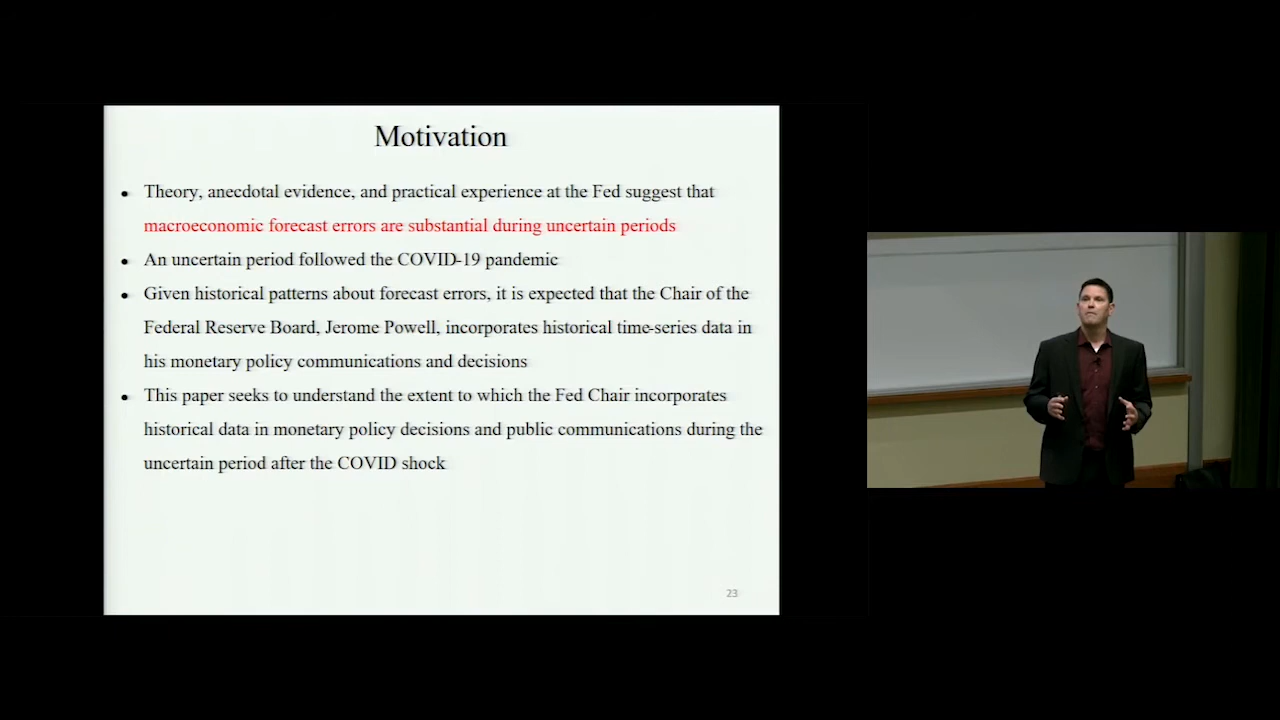 Motivation
• Theory, anecdotal evidence, and practical experience at the Fed suggest that
macroeconomic forecast errors are substantial during uncertain periods
• An uncertain period followed the COVID-19 pandemic
• Given historical patterns about forecast errors, it is expected that the Chair of the
Federal Reserve Board, Jerome Powell, incorporates historical time-series data in
his monetary policy communications and decisions
• This paper seeks to understand the extent to which the Fed Chair incorporates
historical data in monetary policy decisions and public communications during the
uncertain period after the COVID shock
23